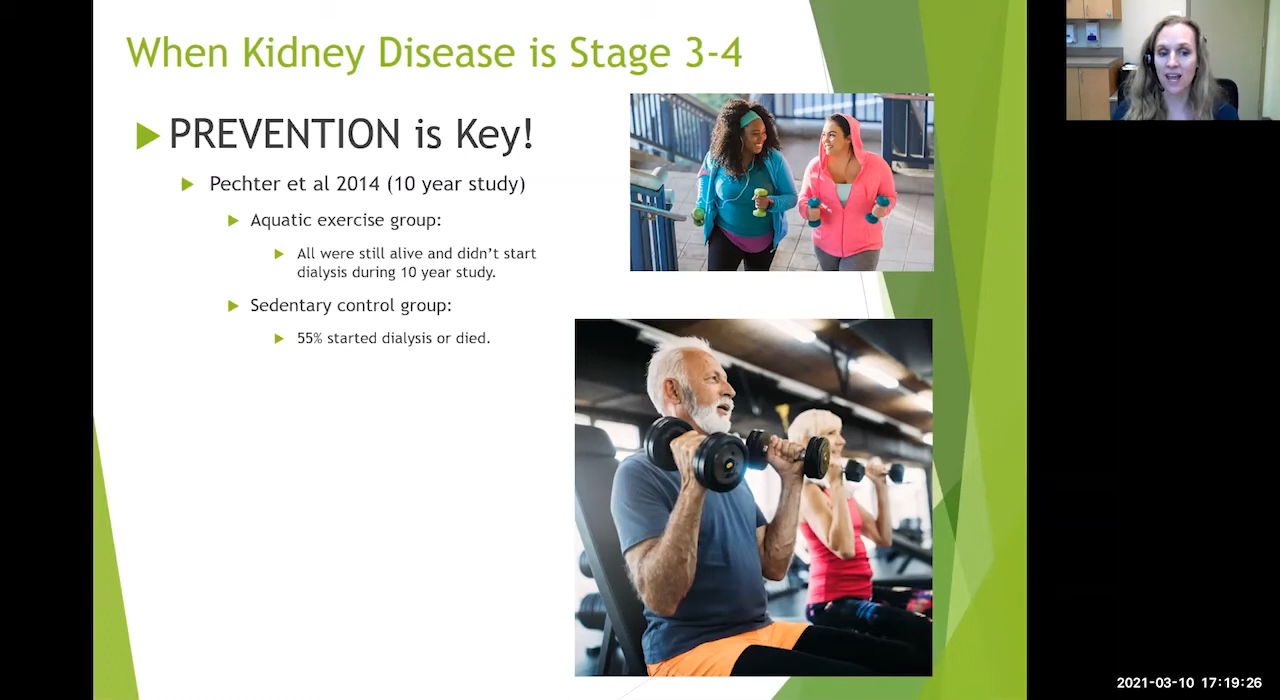 When Kidney Disease is Stage 3-4
PREVENTION is Key!
Pechter et al 2014 (10 year study)
Aquatic exercise group:
All were still alive and didn't start
dialysis during 10 year study.
Sedentary control group:
55% started dialysis or died.
2021-03-10 17:19:26